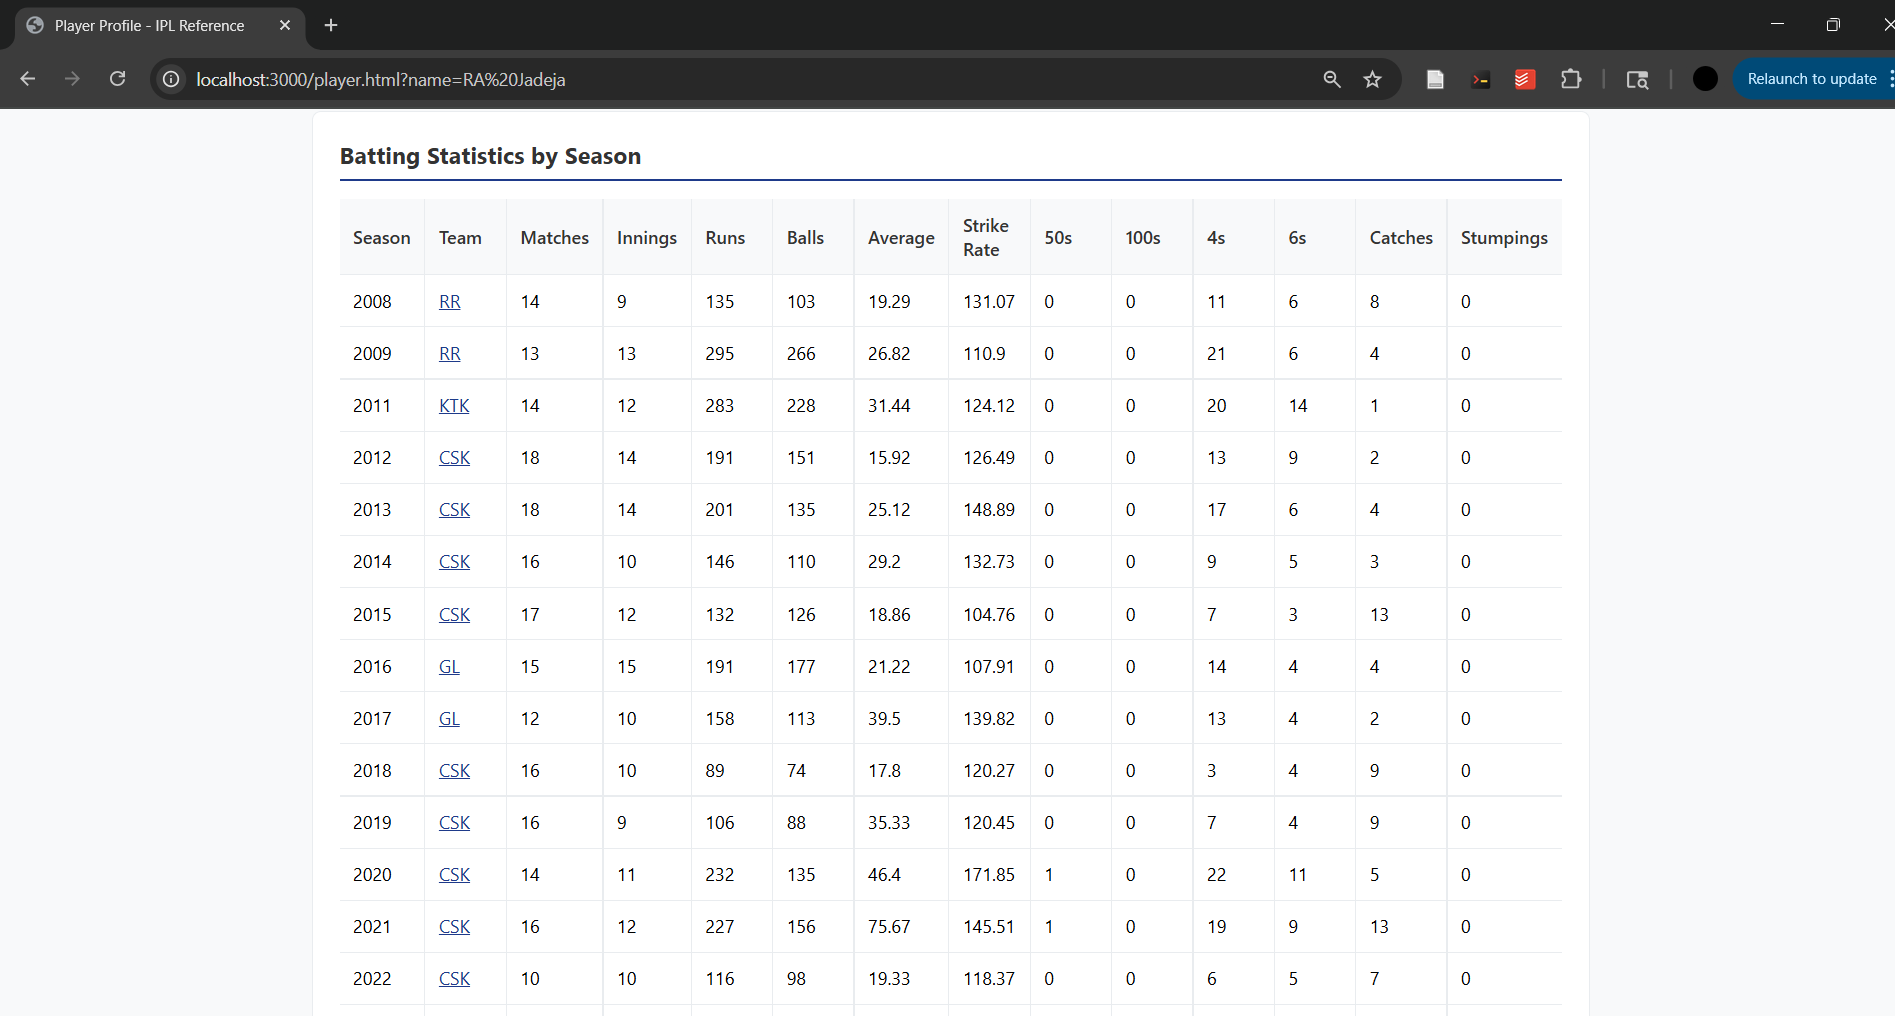 Player Profile - IPL Reference
localhost:3000/player.html?name=RA%20Jadeja
Relaunch to update
Batting Statistics by Season
Season Team Matches Innings Runs Balls Average Strike Rate 50s 100s 4s 6s Catches Stumpings
2008 RR 14 9 135 103 19.29 131.07 0 0 11 6 8 0
2009 RR 13 13 295 266 26.82 110.9 0 0 21 6 4 0
2011 KTK 14 12 283 228 31.44 124.12 0 0 20 14 1 0
2012 CSK 18 14 191 151 15.92 126.49 0 0 13 9 2 0
2013 CSK 18 14 201 135 25.12 148.89 0 0 17 6 4 0
2014 CSK 16 10 146 110 29.2 132.73 0 0 9 5 3 0
2015 CSK 17 12 132 126 18.86 104.76 0 0 7 3 13 0
2016 GL 15 15 191 177 21.22 107.91 0 0 14 4 4 0
2017 GL 12 10 158 113 39.5 139.82 0 0 13 4 2 0
2018 CSK 16 10 89 74 17.8 120.27 0 0 3 4 9 0
2019 CSK 16 9 106 88 35.33 120.45 0 0 7 4 9 0
2020 CSK 14 11 232 135 46.4 171.85 1 0 22 11 5 0
2021 CSK 16 12 227 156 75.67 145.51 1 0 19 9 13 0
2022 CSK 10 10 116 98 19.33 118.37 0 0 6 5 7 0